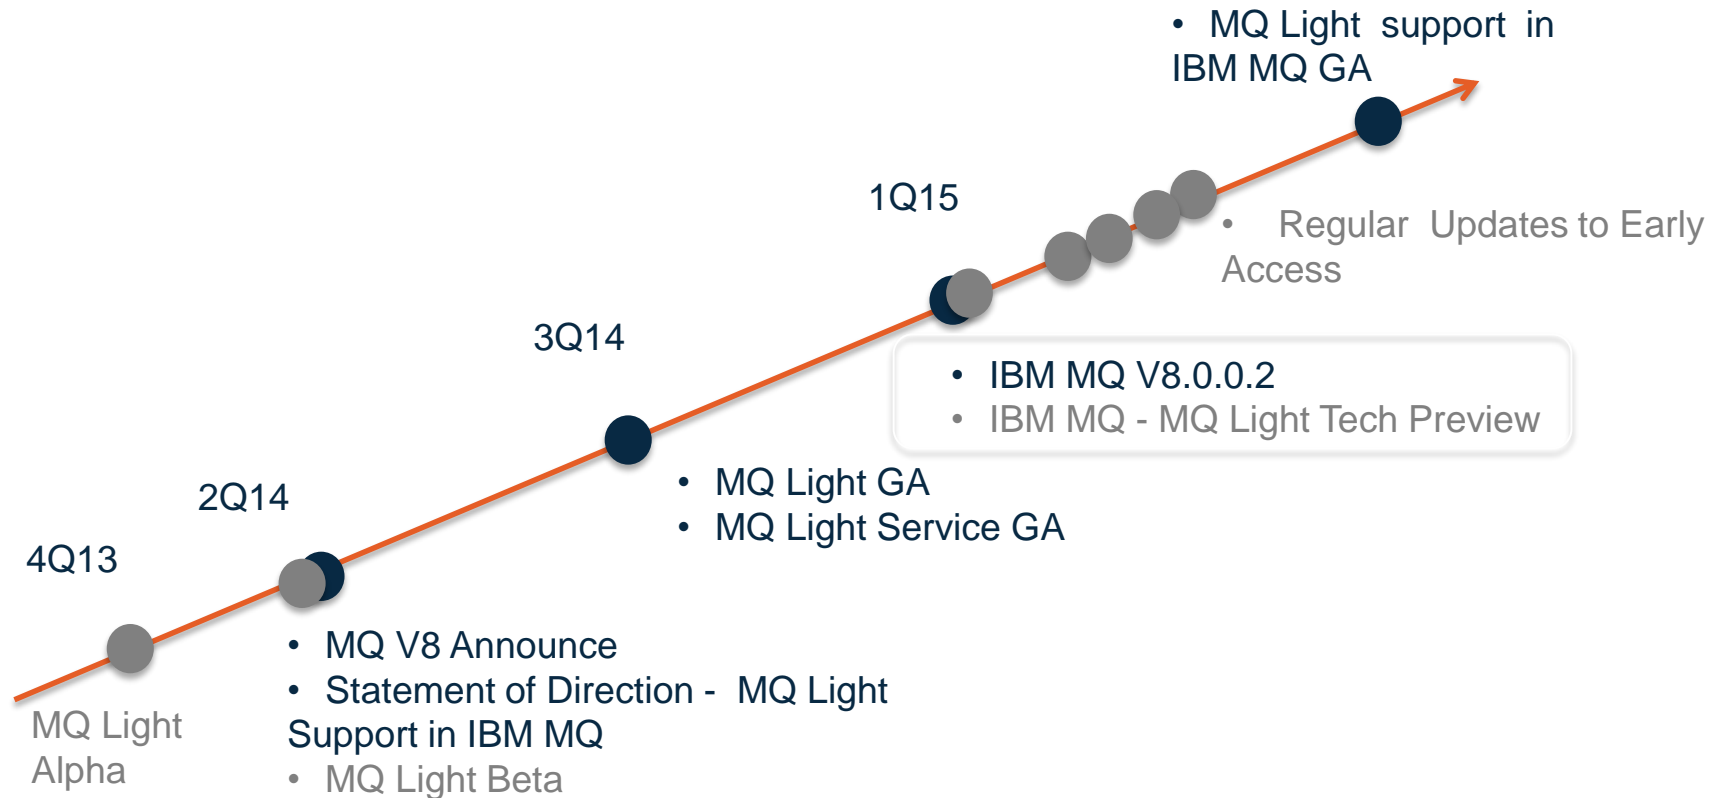 • MQ Light support in
IBM MQ GA
1Q15
• Regular Updates to Early
Access
3Q14
• IBM MQ V8.0.0.2
• IBM MQ - MQ Light Tech Preview
• MQ Light GA
• MQ Light Service GA
2Q14
4Q13
• MQ V8 Announce
• Statement of Direction - MQ Light
Support in IBM MQ
• MQ Light Beta
MQ Light
Alpha